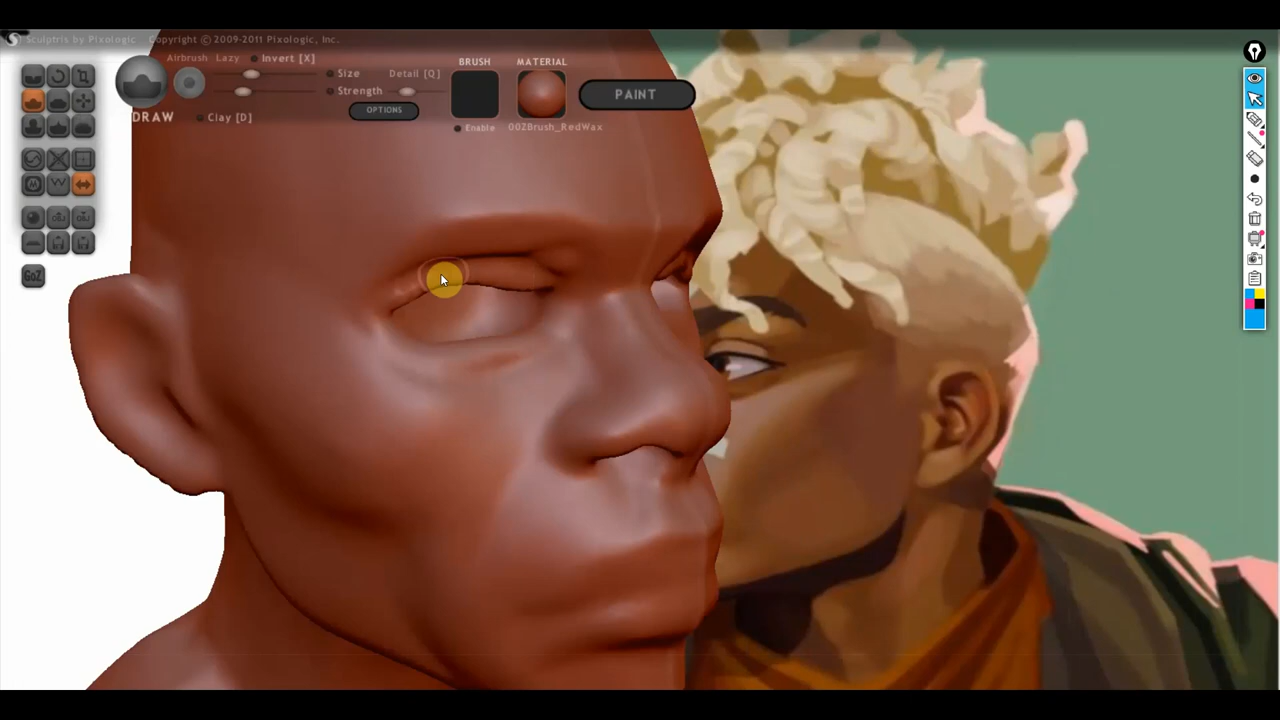 Sculptris by Pixologic Copyright © 2009-2011 Pixologic, Inc.
Airbrush Lazy Invert [X]
Size Detail [Q]
Strength
OPTIONS
DRAW Clay [D]
BRUSH
Enable
MATERIAL
00ZBrush_RedWax
PAINT
GoZ